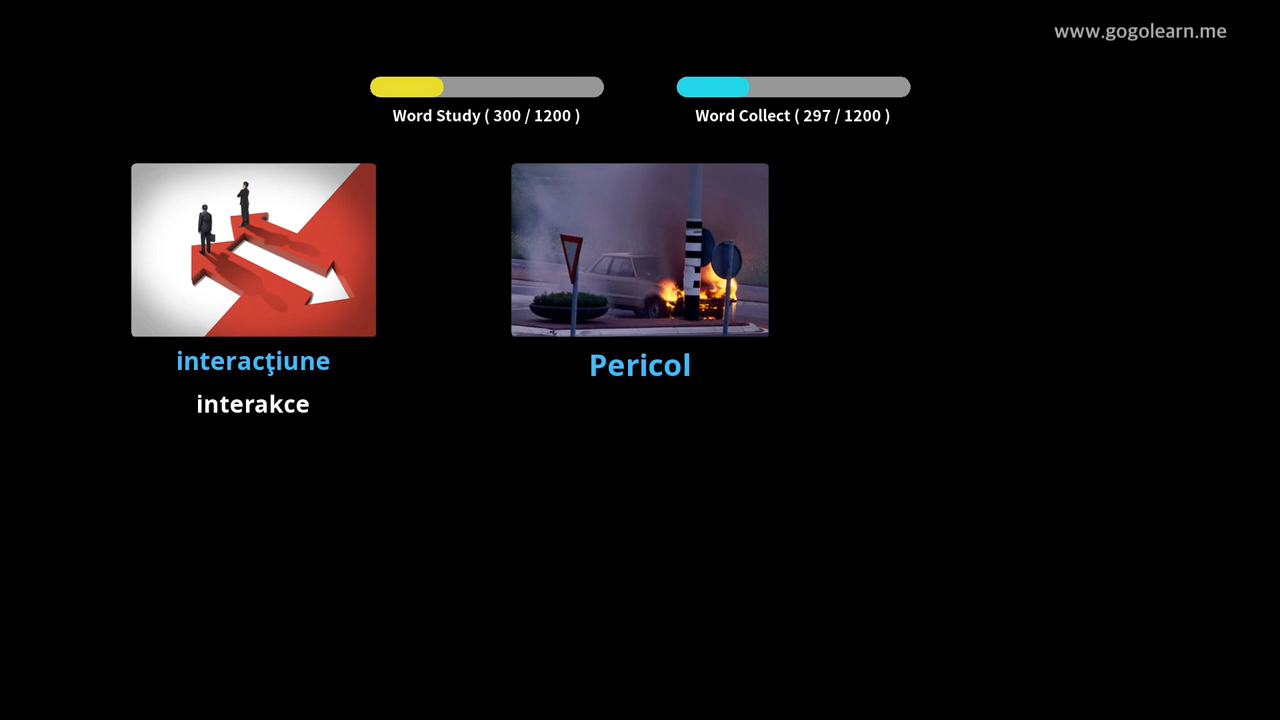 www.gogolearn.me
Word Study ( 300 / 1200 )
Word Collect ( 297 / 1200 )
interacţiune
interakce
Pericol